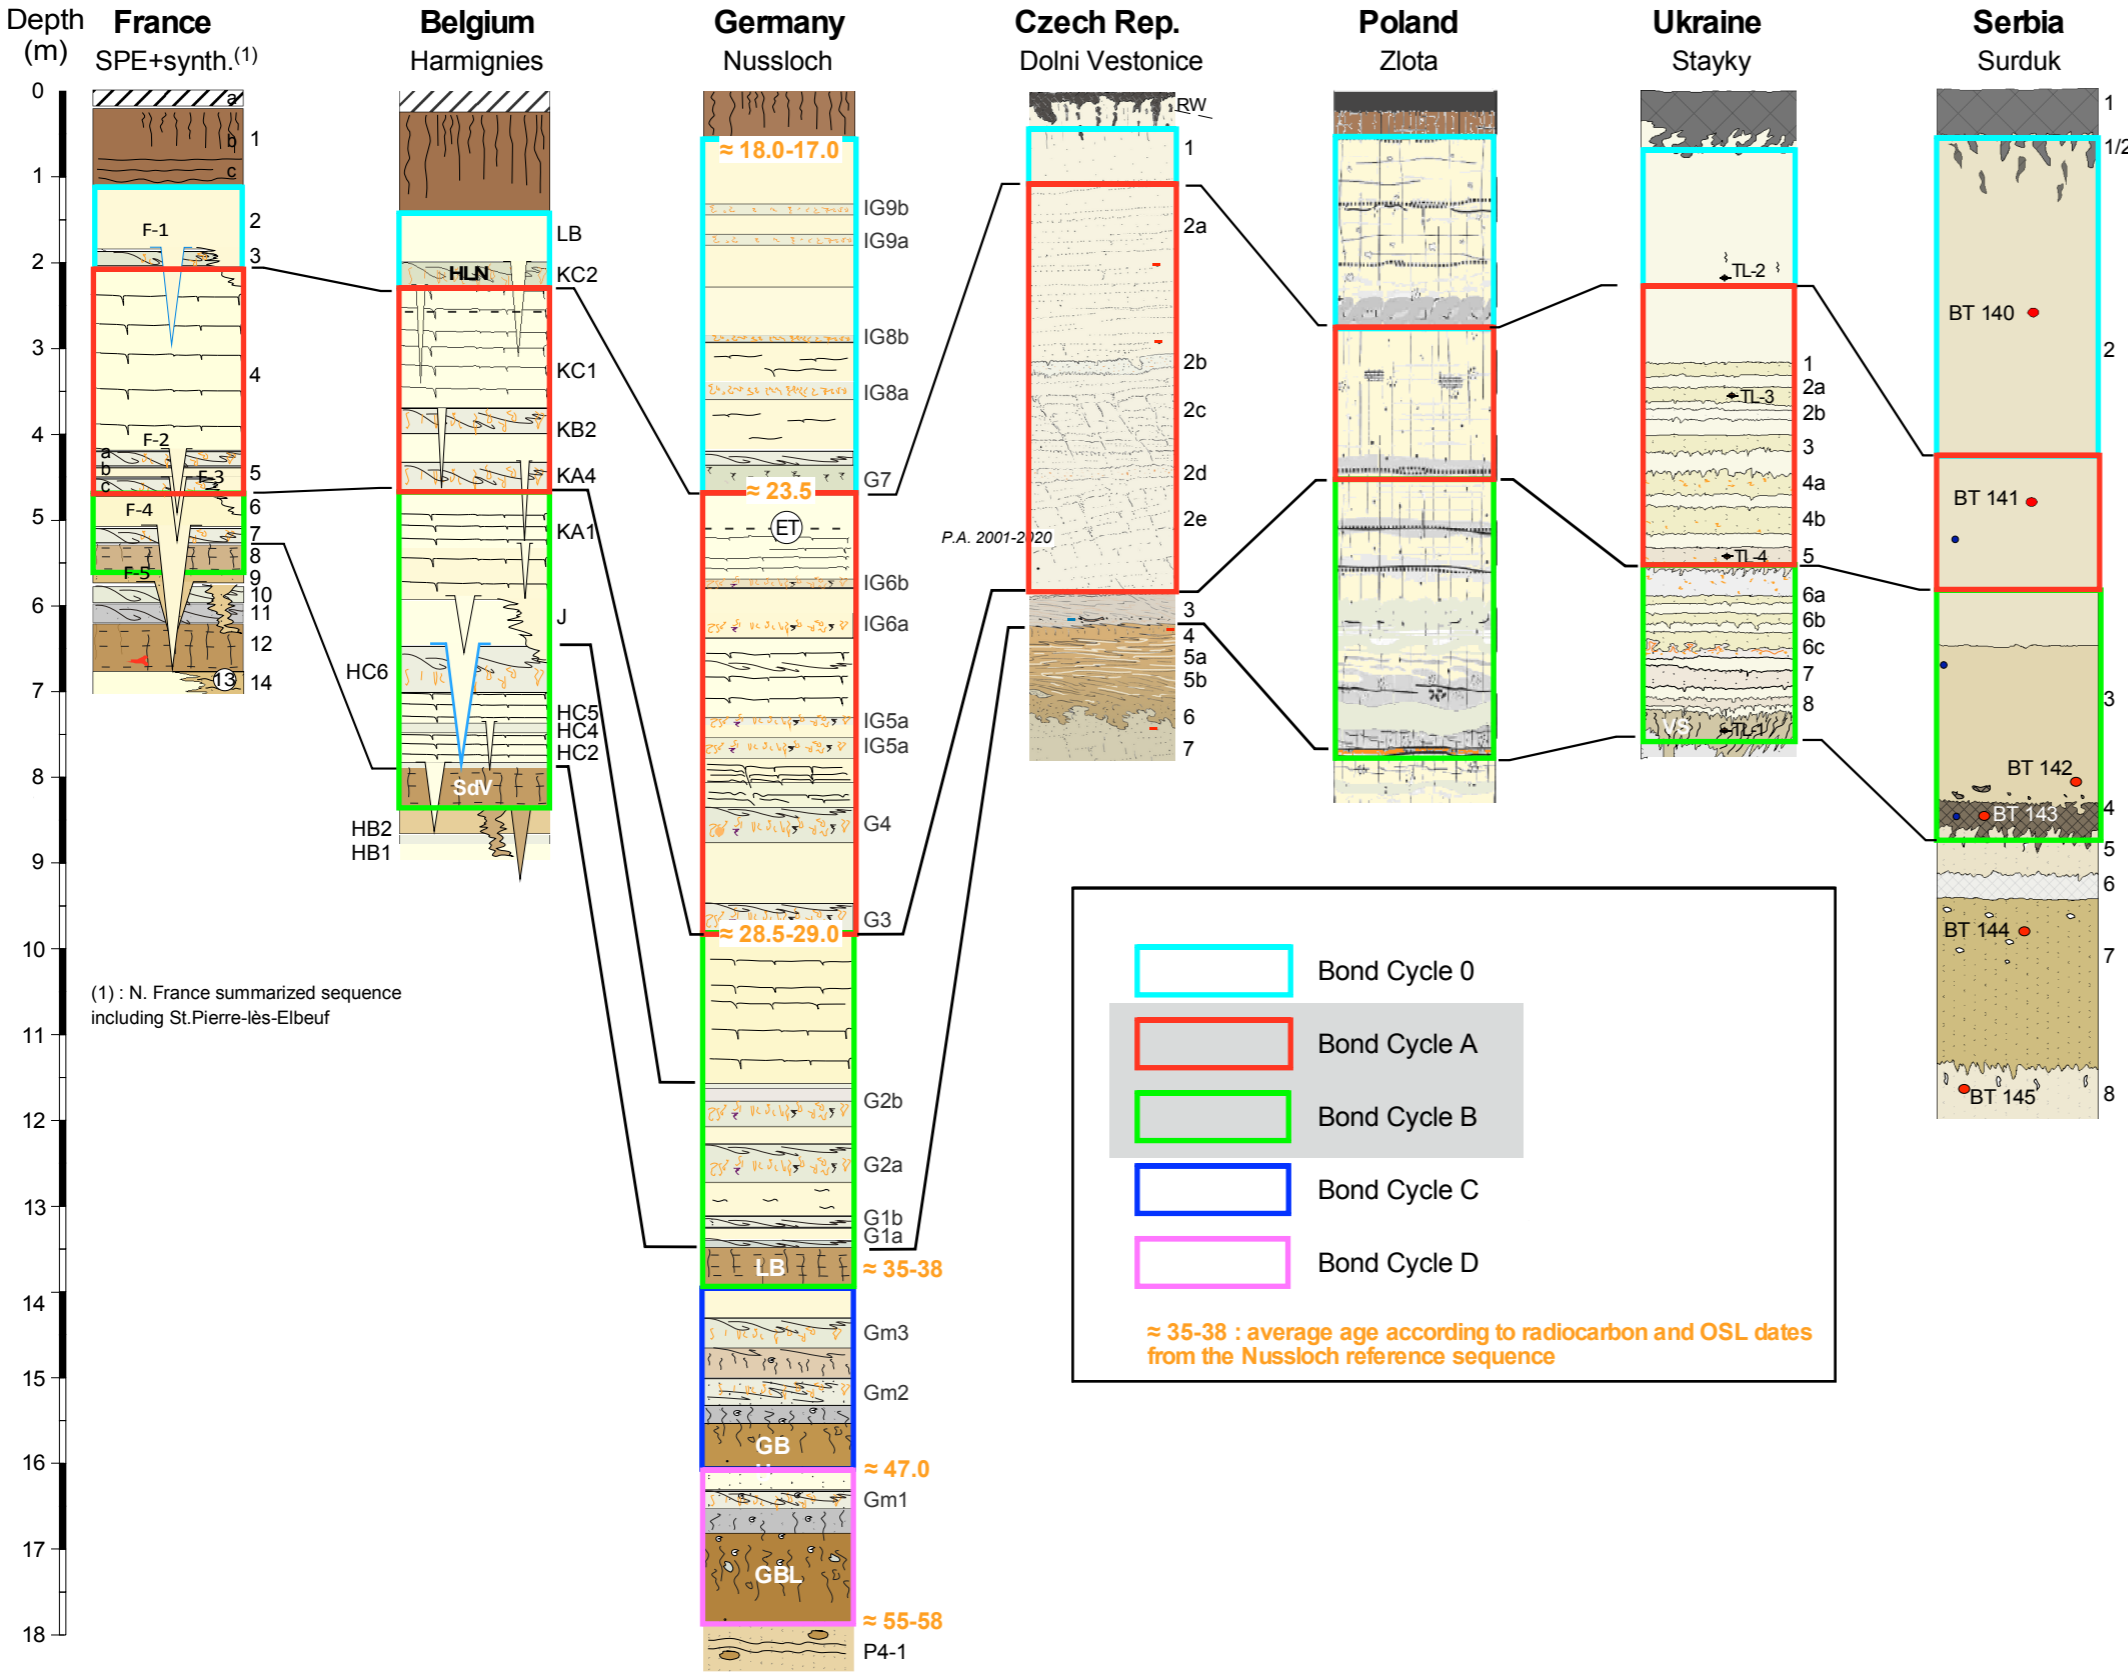 Depth
(m)
France
SPE+synth.(1)
Belgium
Harmignies
Germany
Nussloch
Czech Rep.
Dolni Vestonice
Poland
Zlota
Ukraine
Stayky
Serbia
Surduk
0
1
2
3
4
5
6
7
8
9
10
11
12
13
14
15
16
17
18
a
b
c
1
2
3
4
5
6
7
8
9
10
11
12
13
14
F-1
F-2
a
b
c
F-3
F-4
F-5
(1) : N. France summarized sequence
including St.Pierre-lès-Elbeuf
LB
HLN
KC2
KC1
KB2
KA4
KA1
J
HC6
HC5
HC4
HC2
SdV
HB2
HB1
≈ 18.0-17.0
IG9b
IG9a
IG8b
IG8a
G7
≈ 23.5
ET
IG6b
IG6a
IG5a
IG5a
G4
G3
≈ 28.5-29.0
G2b
G2a
G1b
G1a
LB
≈ 35-38
Gm3
Gm2
GB
≈ 47.0
Gm1
GBL
≈ 55-58
P4-1
RW
1
2a
2b
2c
2d
2e
P.A. 2001-2020
3
4
5a
5b
6
7
TL-2
1
2a
TL-3
2b
3
4a
4b
TL-4
5
6a
6b
6c
7
8
VS
TL-1
1
1/2
BT 140
2
BT 141
3
BT 142
4
BT 143
5
6
BT 144
7
BT 145
8
Bond Cycle 0
Bond Cycle A
Bond Cycle B
Bond Cycle C
Bond Cycle D
≈ 35-38 : average age according to radiocarbon and OSL dates
from the Nussloch reference sequence